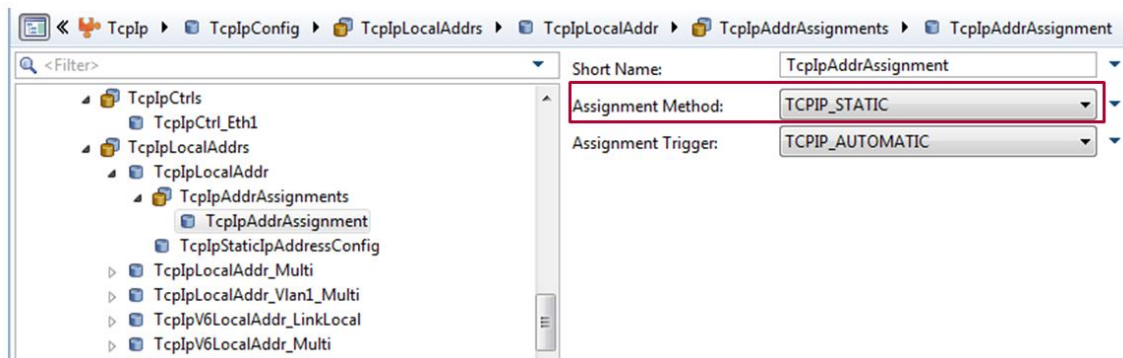 TcpIp TcpIpConfig TcpIpLocalAddrs TcpIpLocalAddr TcpIpAddrAssignments TcpIpAddrAssignment
<Filter>
TcpIpCtrls
TcpIpCtrl_Eth1
TcpIpLocalAddrs
TcpIpLocalAddr
TcpIpAddrAssignments
TcpIpAddrAssignment
TcpIpStaticIpAddressConfig
TcpIpLocalAddr_Multi
TcpIpLocalAddr_Vlan1_Multi
TcpIpV6LocalAddr_LinkLocal
TcpIpV6LocalAddr_Multi
Short Name: TcpIpAddrAssignment
Assignment Method: TCPIP_STATIC
Assignment Trigger: TCPIP_AUTOMATIC